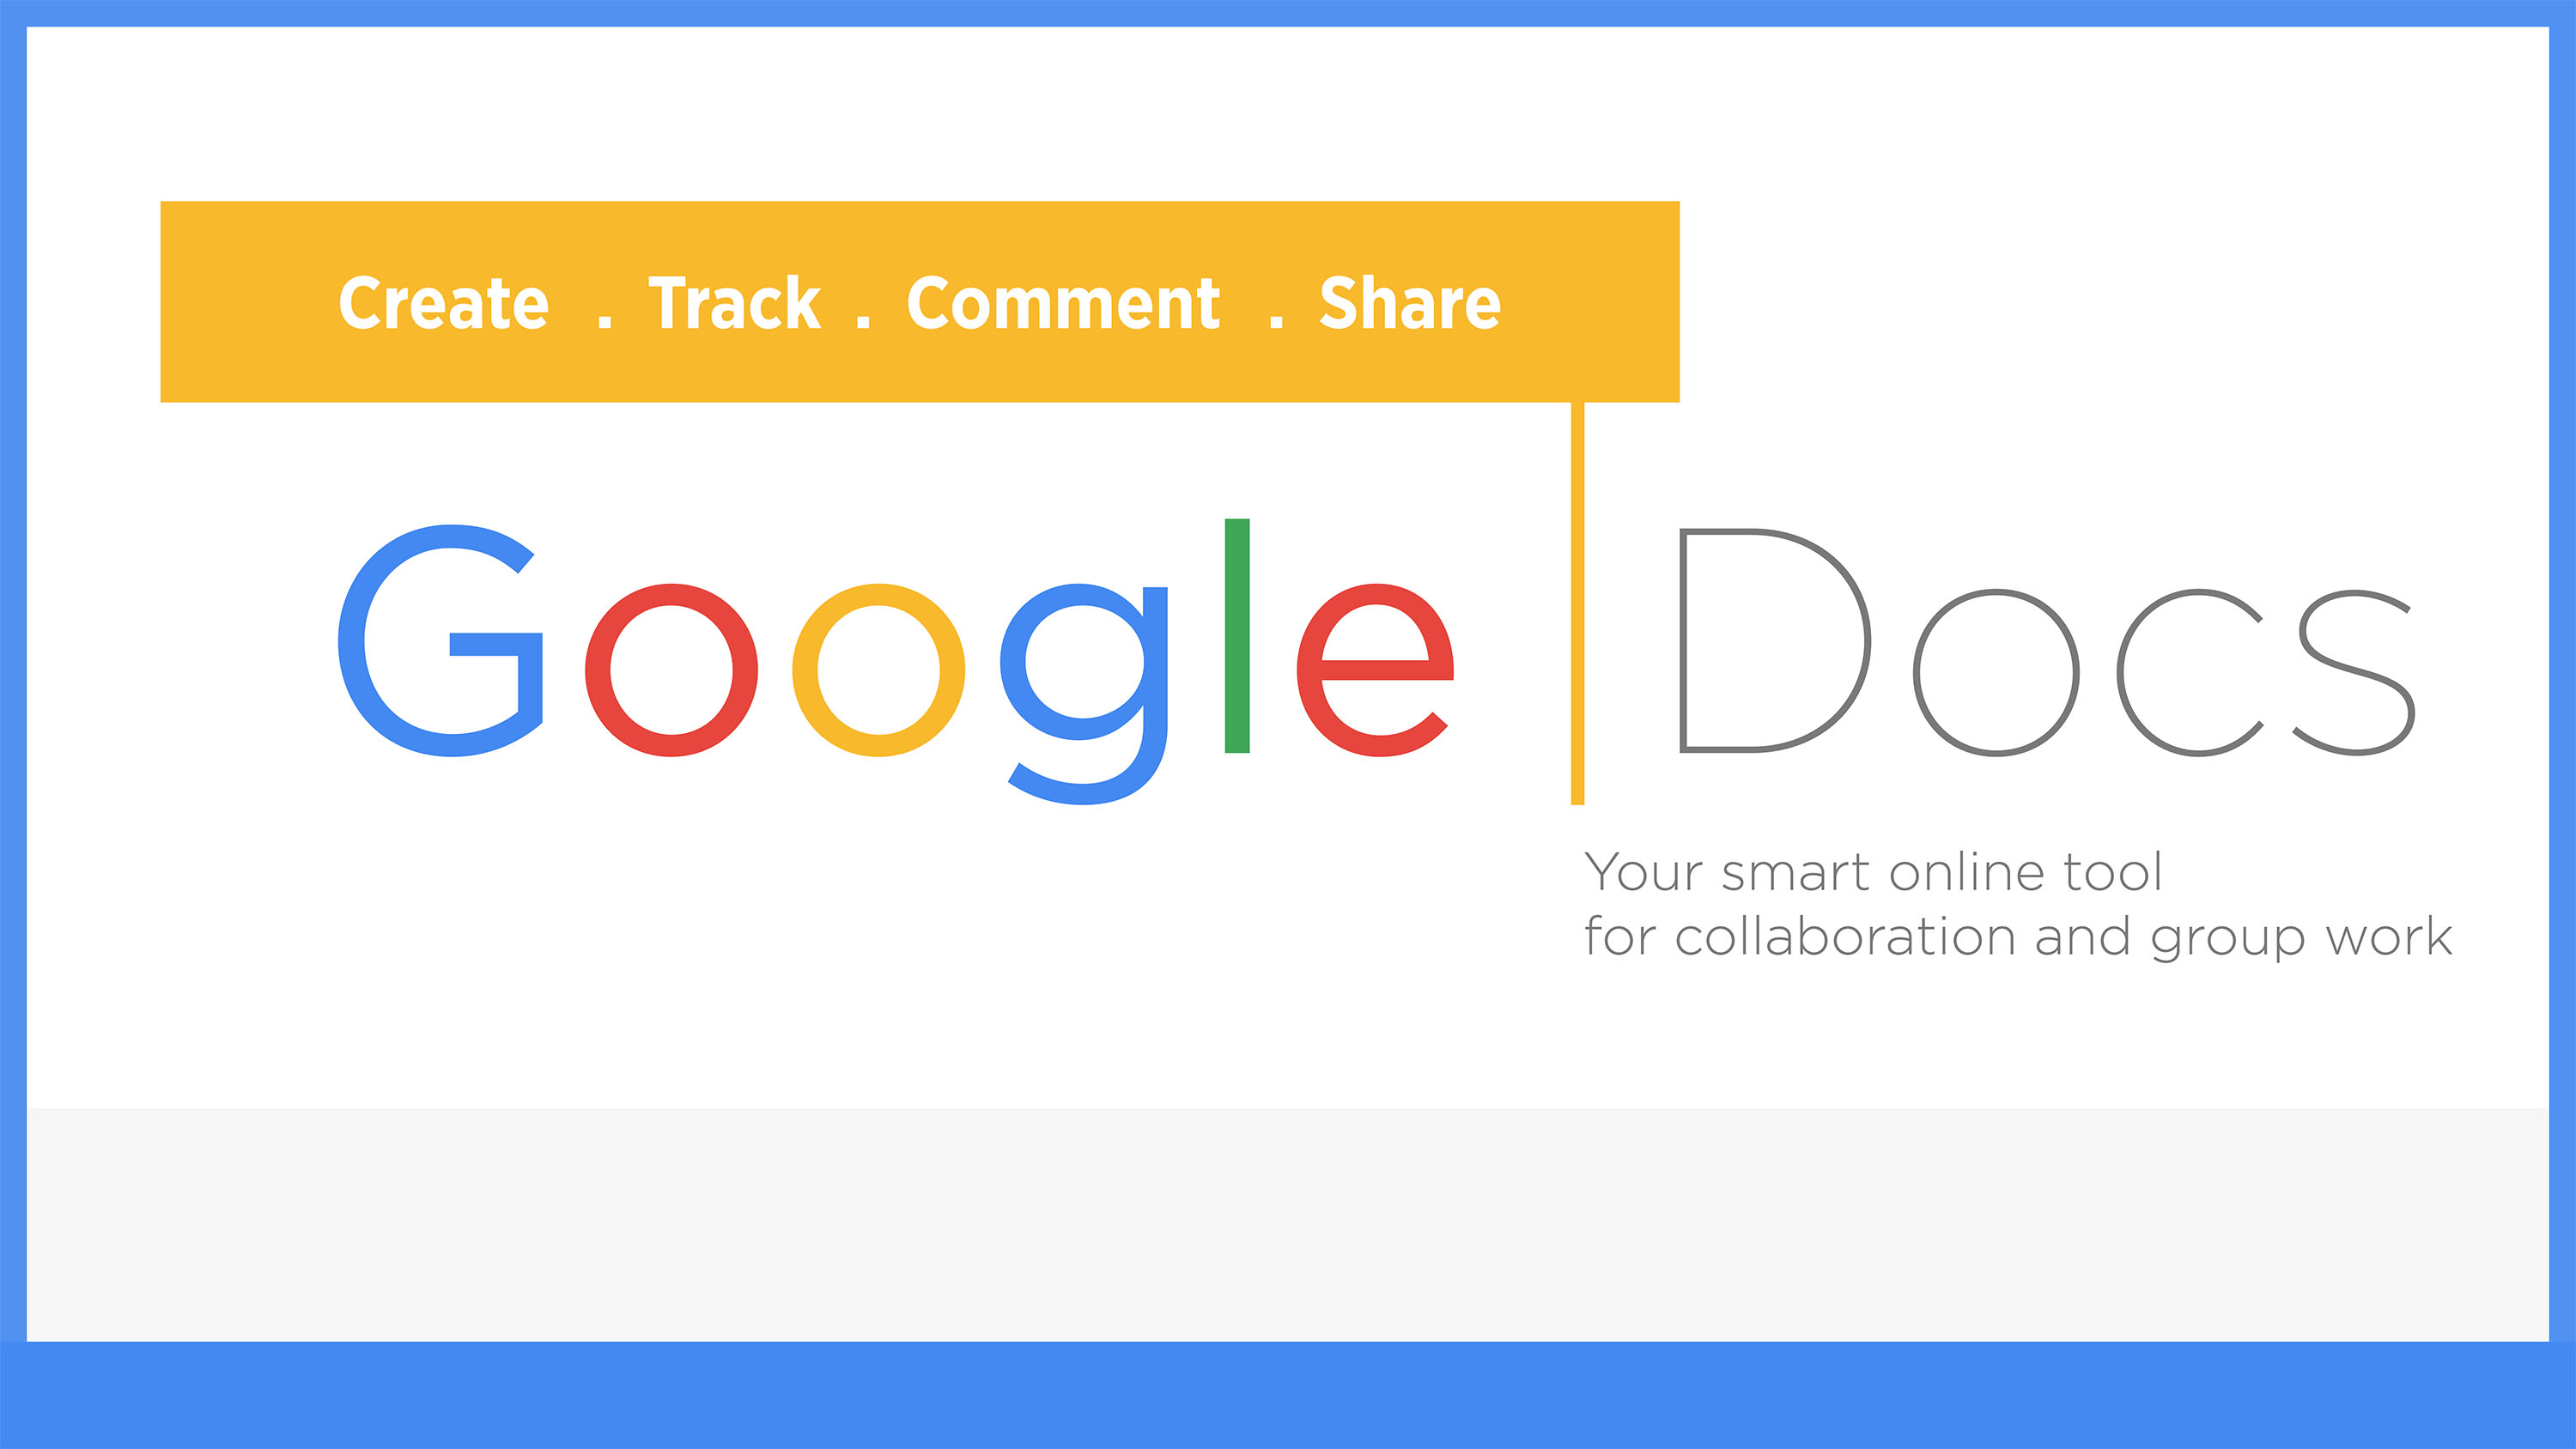 Create . Track . Comment . Share
Google Docs
Your smart online tool
for collaboration and group work